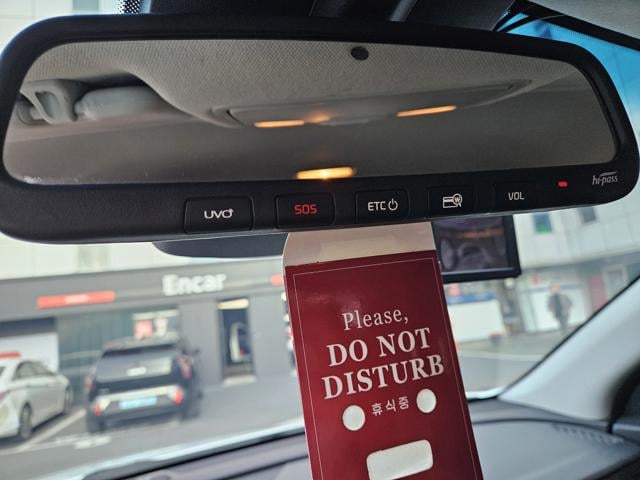 UVO
SOS
ETC
W
VOL
hi-pass
Encar
Please,
DO NOT
DISTURB
휴식중